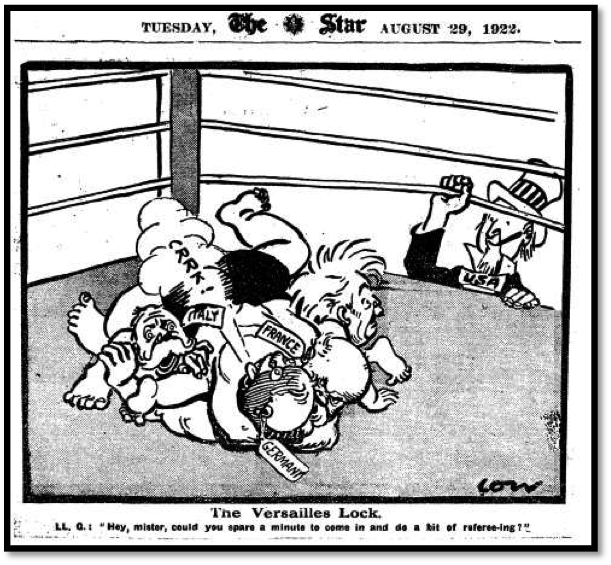 TUESDAY, The Star AUGUST 29, 1922.
CRRK!
ITALY
FRANCE
USA
GERMANY
LOW
The Versailles Lock.
LL. G.: "Hey, mister, could you spare a minute to come in and do a bit of referee-ing?"